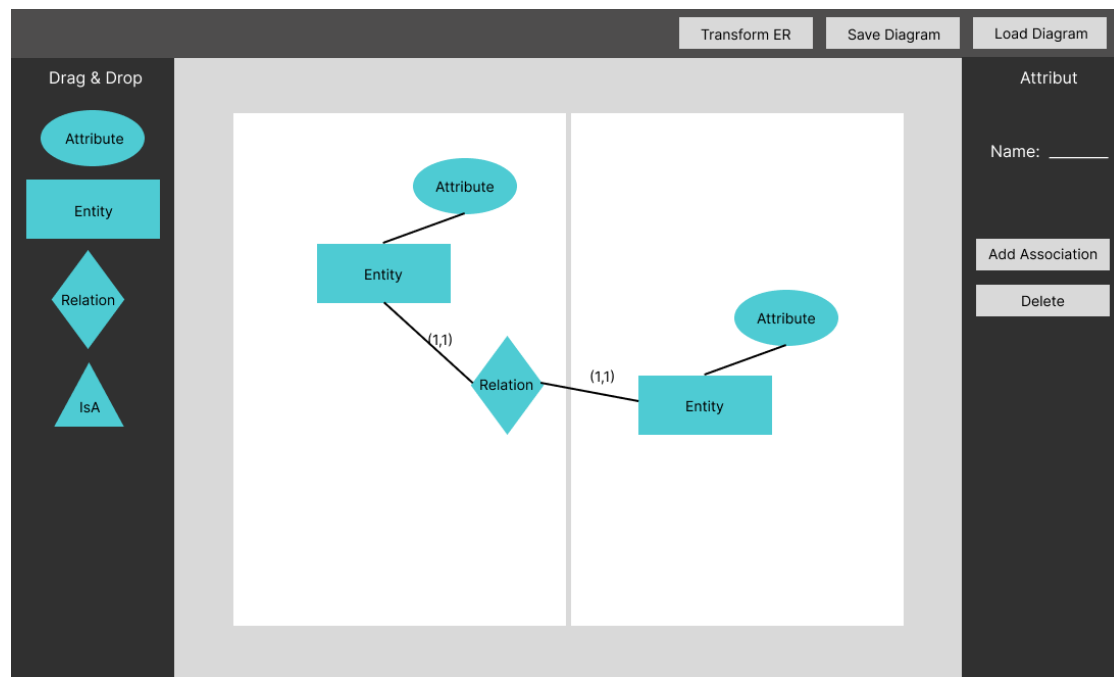 Transform ER
Save Diagram
Load Diagram
Drag & Drop
Attribute
Entity
Relation
IsA
Attribute
Entity
(1,1)
Relation
(1,1)
Attribute
Entity
Attribut
Name:
Add Association
Delete